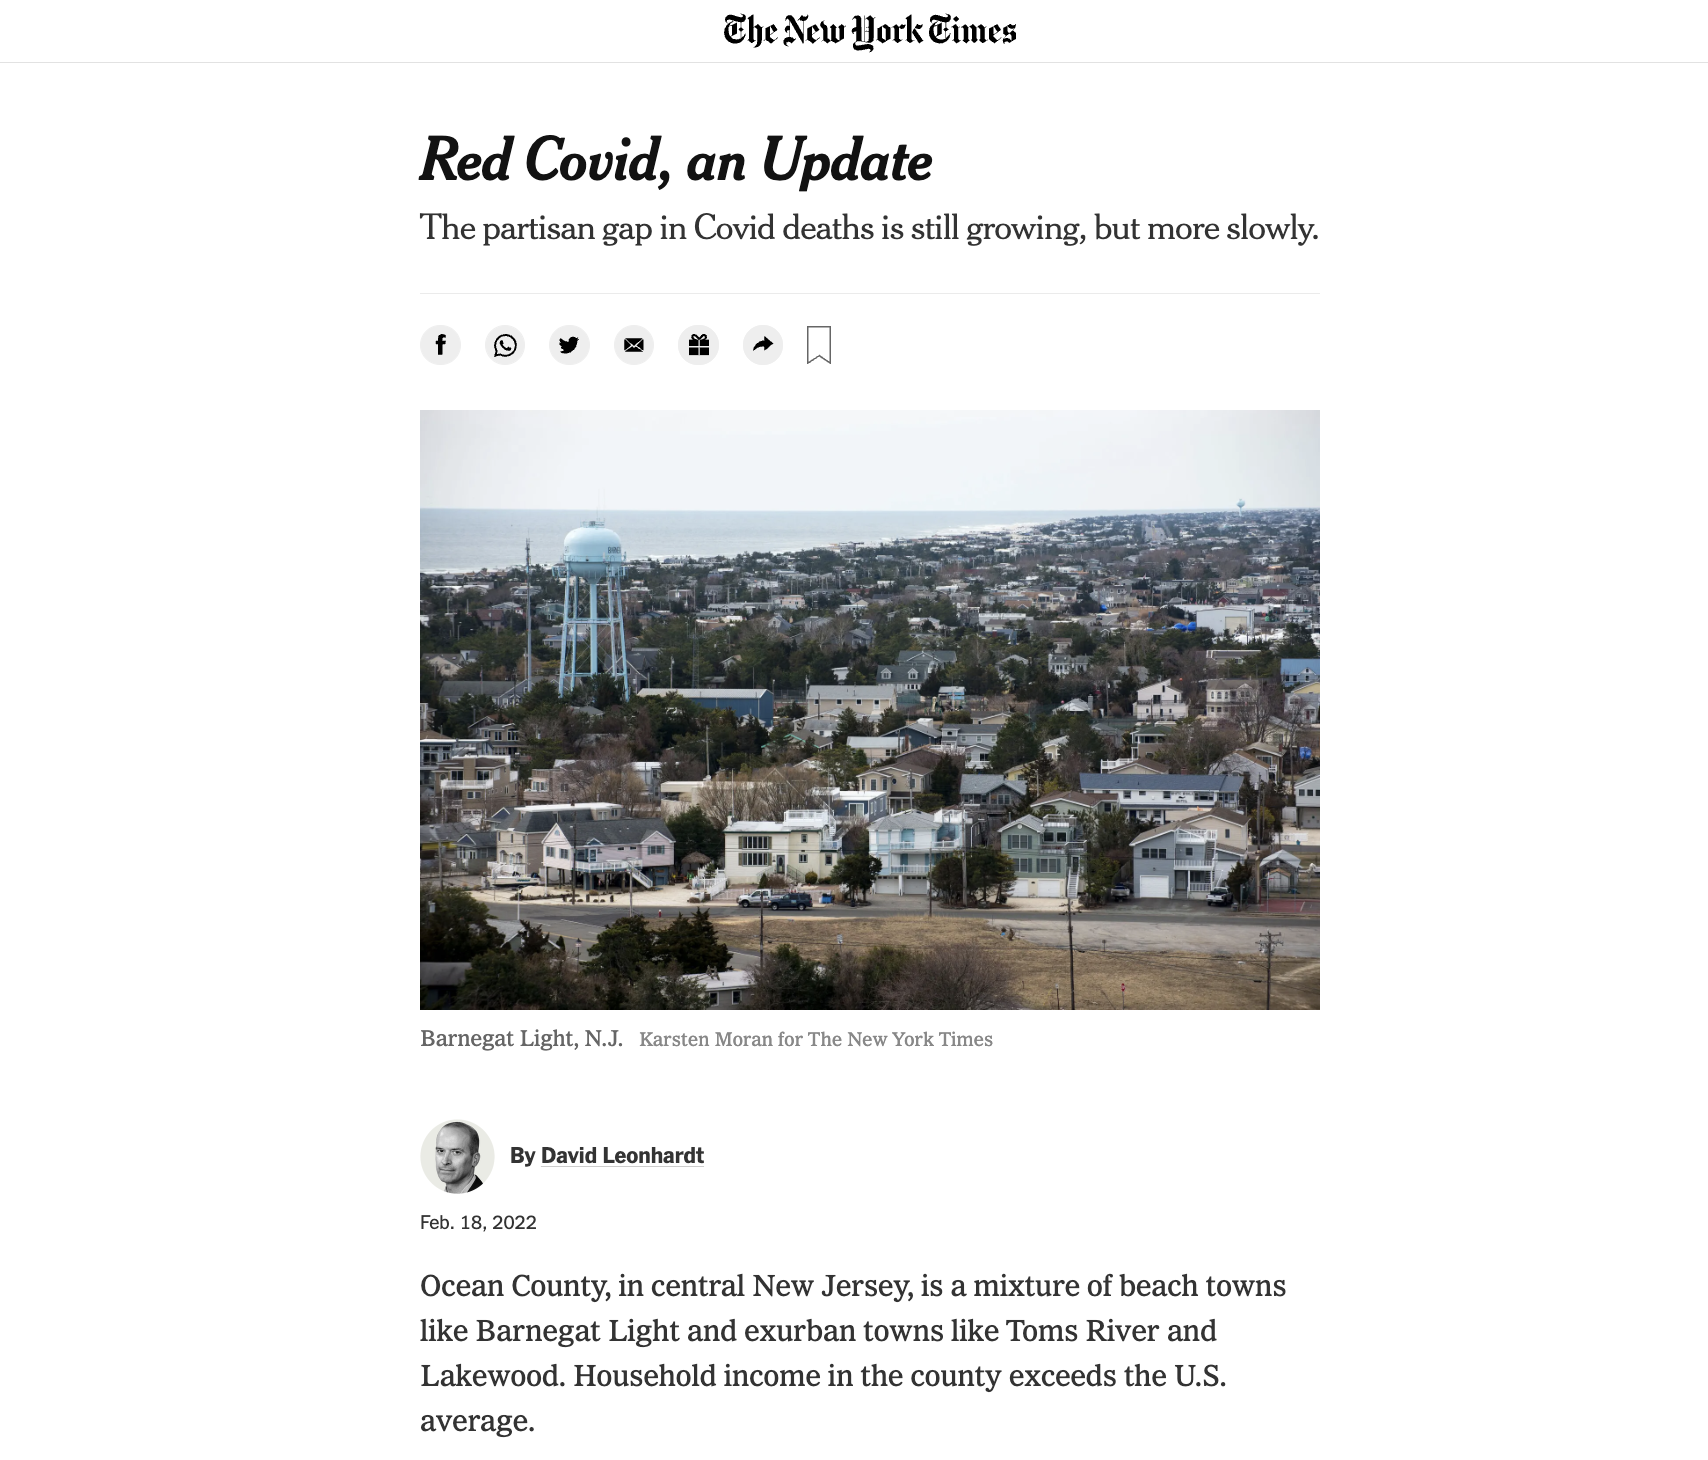 The New York Times
Red Covid, an Update
The partisan gap in Covid deaths is still growing, but more slowly.
Barnegat Light, N.J. Karsten Moran for The New York Times
By David Leonhardt
Feb. 18, 2022
Ocean County, in central New Jersey, is a mixture of beach towns
like Barnegat Light and exurban towns like Toms River and
Lakewood. Household income in the county exceeds the U.S.
average.